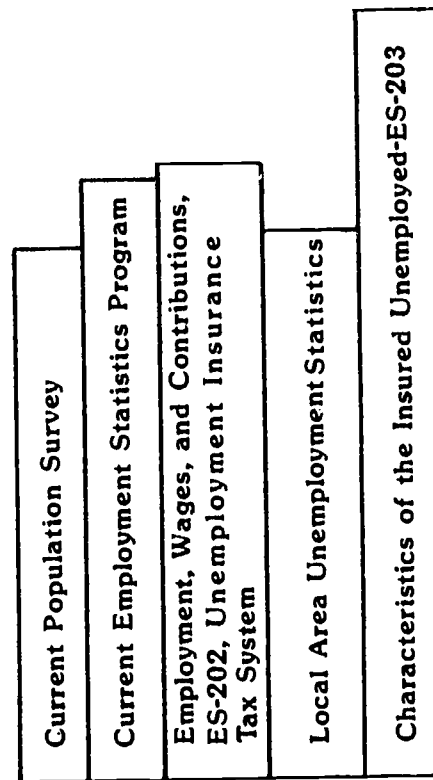 Current Population Survey
Current Employment Statistics Program
Employment, Wages, and Contributions,
ES-202, Unemployment Insurance
Tax System
Local Area Unemployment Statistics
Characteristics of the Insured Unemployed-ES-203